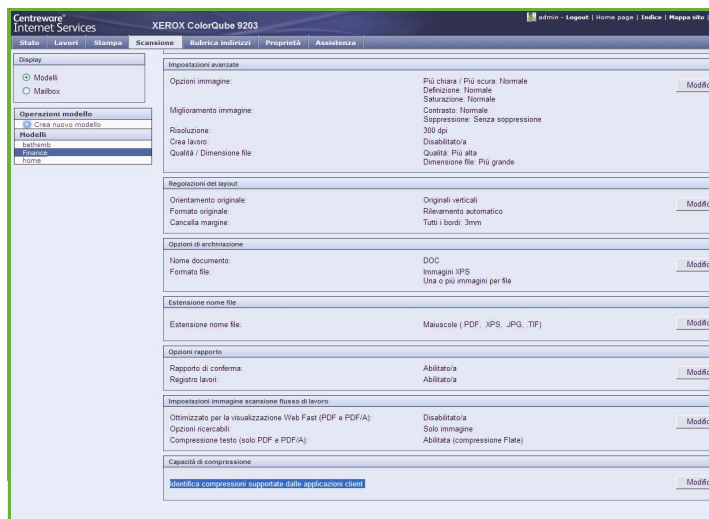 Centreware®
Internet Services
XEROX ColorQube 9203
admin - Logout | Home page | Indice | Mappa sito |
Stato Lavori Stampa Scansione Rubrica indirizzi Proprietà Assistenza
Display
Modelli
Mailbox
Operazioni modello
Crea nuovo modello
Modelli
bethemb
Finance
home
Impostazioni avanzate
Opzioni immagine: Più chiara / Più scura: Normale
Definizione: Normale
Saturazione: Normale
Modific
Miglioramento immagine: Contrasto: Normale
Soppressione: Senza soppressione
Risoluzione: 300 dpi
Crea lavoro: Disabilitato/a
Qualità / Dimensione file: Qualità: Più alta
Dimensione file: Più grande
Regolazioni del layout
Orientamento originale: Originali verticali
Formato originale: Rilevamento automatico
Cancella margine: Tutti i bordi: 3mm
Modific
Opzioni di archiviazione
Nome documento: DOC
Formato file: Immagini XPS
Una o più immagini per file
Modific
Estensione nome file
Estensione nome file: Maiuscole (.PDF, .XPS, .JPG, .TIF)
Modific
Opzioni rapporto
Rapporto di conferma: Abilitato/a
Registro lavori: Abilitato/a
Modific
Impostazioni immagine scansione flusso di lavoro
Ottimizzato per la visualizzazione Web Fast (PDF e PDF/A): Disabilitato/a
Opzioni ricercabili: Solo immagine
Compressione testo (solo PDF e PDF/A): Abilitata (compressione Flate)
Modific
Capacità di compressione
Identifica compressioni supportate dalle applicazioni client
Modific